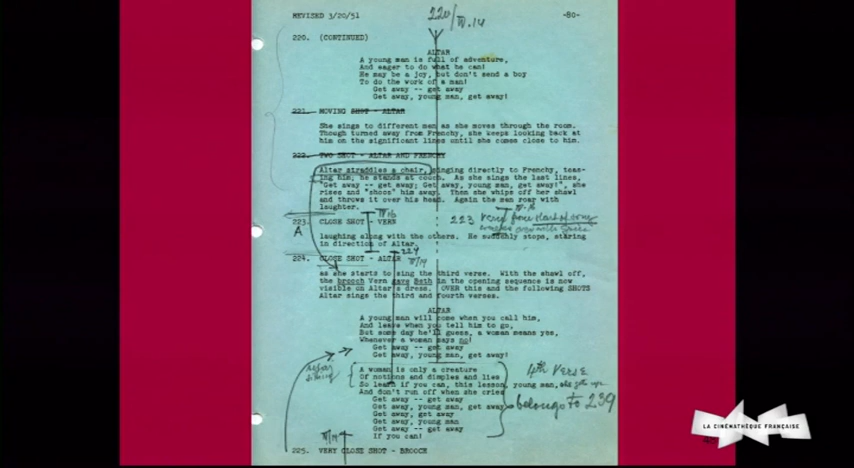 REVISED 3/20/51
220/IV.14
-80-
220. (CONTINUED)
ALTAR
A young man is full of adventure,
And eager to do what he can!
He may be a joy, but don't send a boy
To do the work of a man!
Get away -- get away
Get away, young man, get away!
221. MOVING SHOT - ALTAR
She sings to different men as she moves through the room.
Though turned away from Frenchy, she keeps looking back at
him on the significant lines until she comes close to him.
222. TWO SHOT - ALTAR AND FRENCHY
Altar straddles a chair, singing directly to Frenchy, teas-
ing him; he stands at couch. As she sings the last lines,
"Get away -- get away; Get away, young man, get away!", she
rises and "shoos" him away. Then she whips off her shawl
and throws it over his head. Again the men roar with
laughter.
223. CLOSE SHOT - VERN
A
223 Vern
laughing along with the others. He suddenly stops, staring
in direction of Altar.
224
224. CLOSE SHOT - ALTAR
as she starts to sing the third verse. With the shawl off,
the brooch Vern gave Beth in the opening sequence is now
visible on Altar's dress. OVER this and the following SHOTS
Altar sings the third and fourth verses.
ALTAR
A young man will come when you call him,
And leave when you tell him to go,
But some day he'll guess, a woman means yes,
Whenever a woman says no!
Get away -- get away
Get away, young man, get away!
A woman is only a creature
Of notions and dimples and lies
So learn if you can, this lesson, young man,
And don't run off when she cries
Get away -- get away
Get away, young man, get away
Get away, get away
Get away, young man
Get away -- get away
If you can!
4th Verse
belongs to 239
225. VERY CLOSE SHOT - BROOCH
LA CINÉMATHÈQUE FRANÇAISE